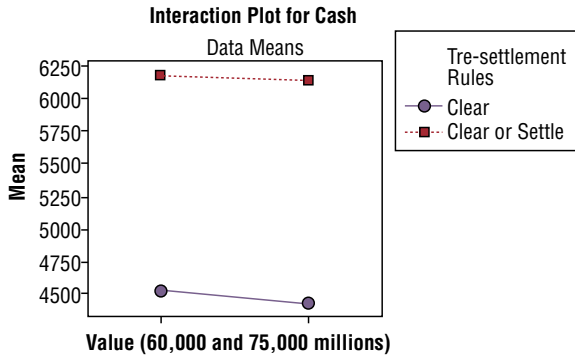 Interaction Plot for Cash
Data Means
6250
6000
5750
5500
5250
5000
4750
4500
Mean
Value (60,000 and 75,000 millions)
Tre-settlement
Rules
Clear
Clear or Settle